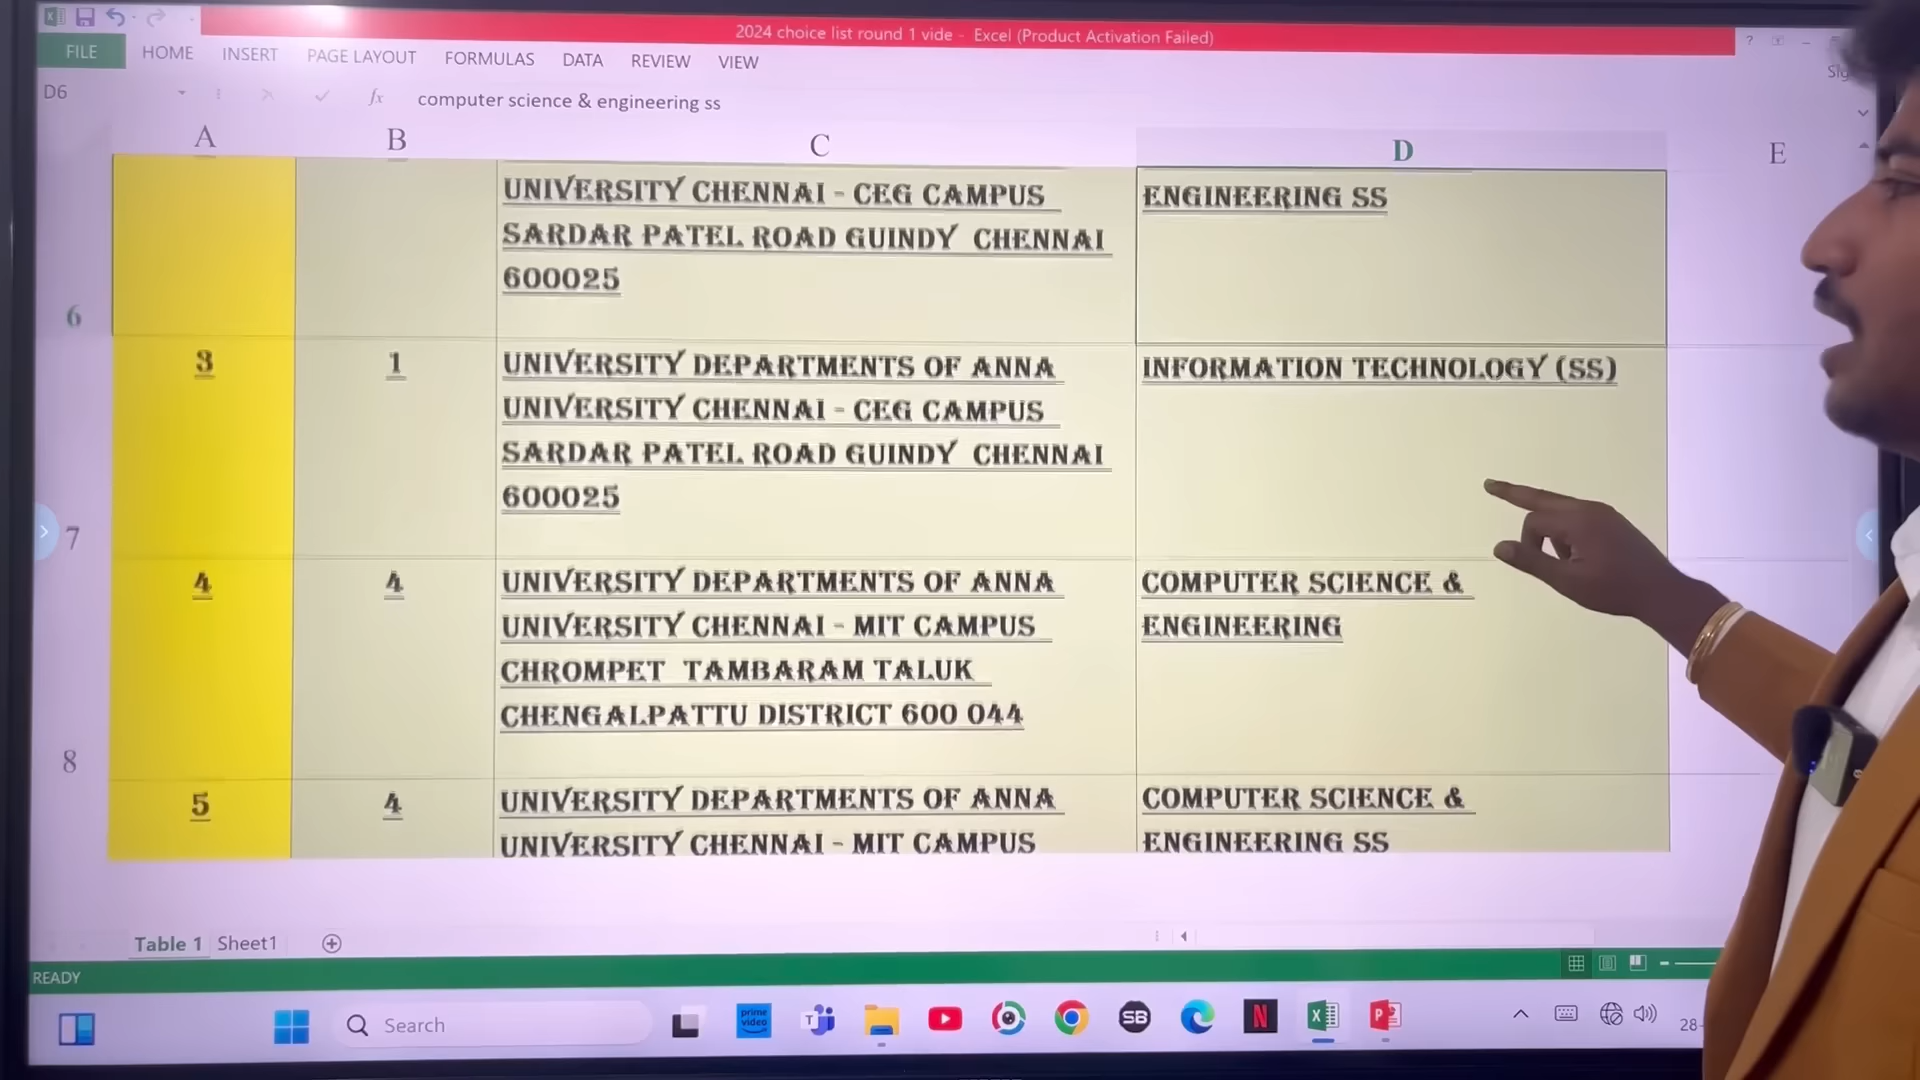 2024 choice list round 1 vide - Excel (Product Activation Failed)
?
FILE HOME INSERT PAGE LAYOUT FORMULAS DATA REVIEW VIEW
D6 fx computer science & engineering ss
A B C D E
UNIVERSITY CHENNAI - CEG CAMPUS
SARDAR PATEL ROAD GUINDY CHENNAI
600025
ENGINEERING SS
6
3
1
UNIVERSITY DEPARTMENTS OF ANNA
UNIVERSITY CHENNAI - CEG CAMPUS
SARDAR PATEL ROAD GUINDY CHENNAI
600025
INFORMATION TECHNOLOGY (SS)
7
4
4
UNIVERSITY DEPARTMENTS OF ANNA
UNIVERSITY CHENNAI - MIT CAMPUS
CHROMPET TAMBARAM TALUK
CHENGALPATTU DISTRICT 600 044
COMPUTER SCIENCE &
ENGINEERING
8
5
4
UNIVERSITY DEPARTMENTS OF ANNA
UNIVERSITY CHENNAI - MIT CAMPUS
COMPUTER SCIENCE &
ENGINEERING SS
Table 1 Sheet1
READY
Search
prime
video
T
SB
N
P
28-